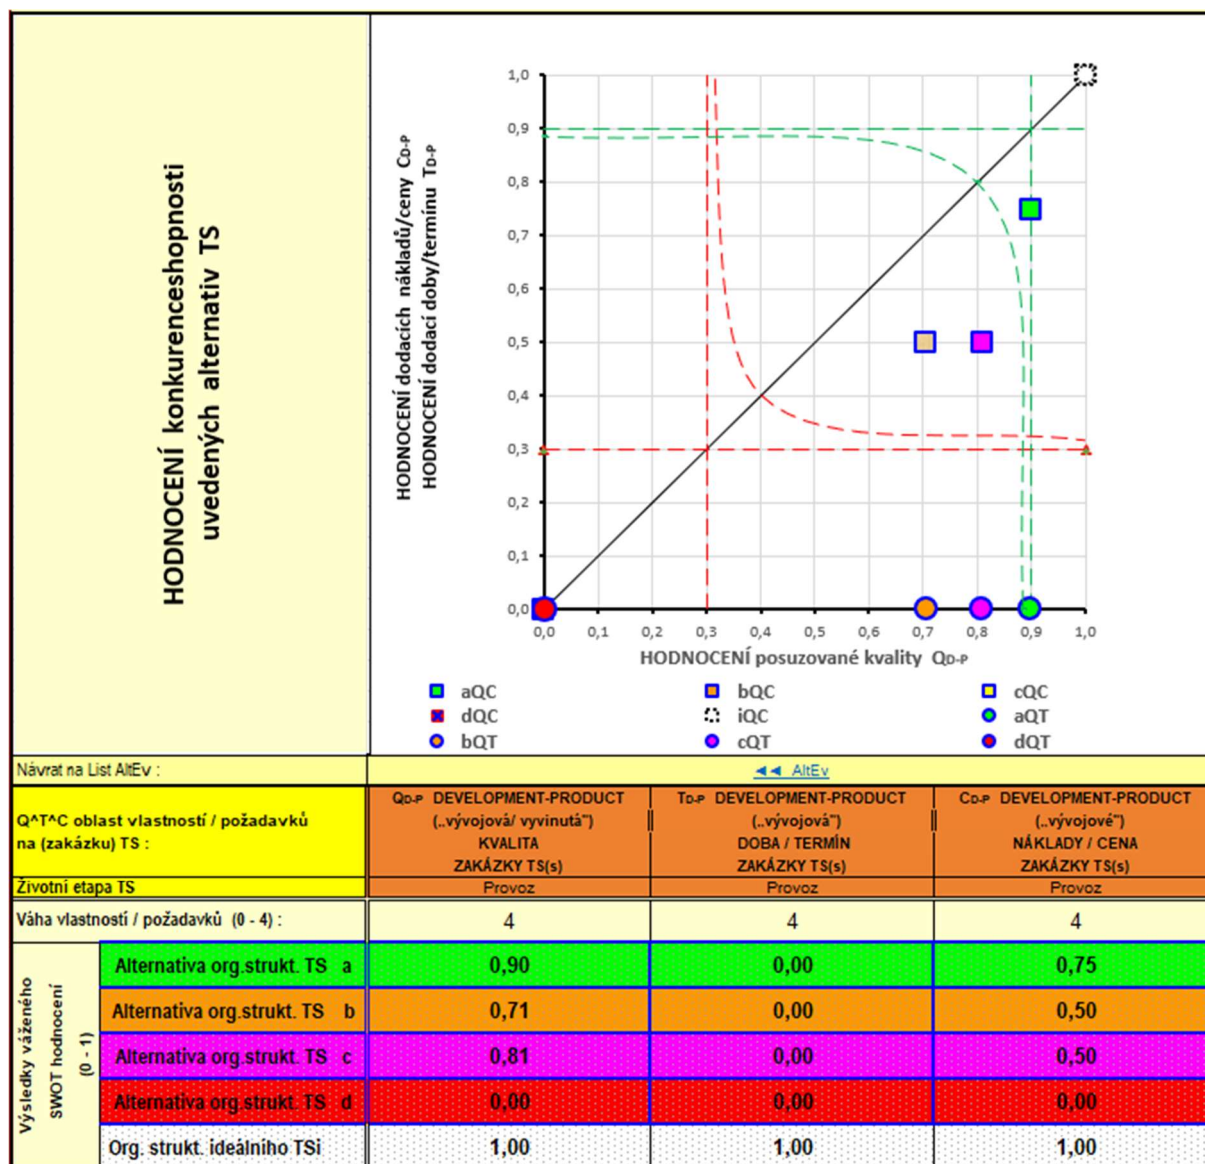 HODNOCENÍ konkurenceshopnosti
uvedených alternativ TS
HODNOCENÍ dodacích nákladů/ceny CD-P
HODNOCENÍ dodací doby/termínu TD-P
1,0
0,9
0,8
0,7
0,6
0,5
0,4
0,3
0,2
0,1
0,0
0,0 0,1 0,2 0,3 0,4 0,5 0,6 0,7 0,8 0,9 1,0
HODNOCENÍ posuzované kvality QD-P
aQC bQC cQC
dQC iQC aQT
bQT cQT dQT
Návrat na List AltEv :
◄◄ AltEv
Q^T^C oblast vlastností / požadavků
na (zakázku) TS :
QD-P DEVELOPMENT-PRODUCT
(„vývojová/ vyvinutá")
KVALITA
ZAKÁZKY TS(s)
TD-P DEVELOPMENT-PRODUCT
(„vývojová")
DOBA / TERMÍN
ZAKÁZKY TS(s)
CD-P DEVELOPMENT-PRODUCT
(„vývojové")
NÁKLADY / CENA
ZAKÁZKY TS(s)
Životní etapa TS Provoz Provoz Provoz
Váha vlastností / požadavků (0 - 4) : 4 4 4
Výsledky váženého
SWOT hodnocení
(0 - 1)
Alternativa org.strukt. TS a 0,90 0,00 0,75
Alternativa org.strukt. TS b 0,71 0,00 0,50
Alternativa org.strukt. TS c 0,81 0,00 0,50
Alternativa org.strukt. TS d 0,00 0,00 0,00
Org. strukt. ideálního TSi 1,00 1,00 1,00